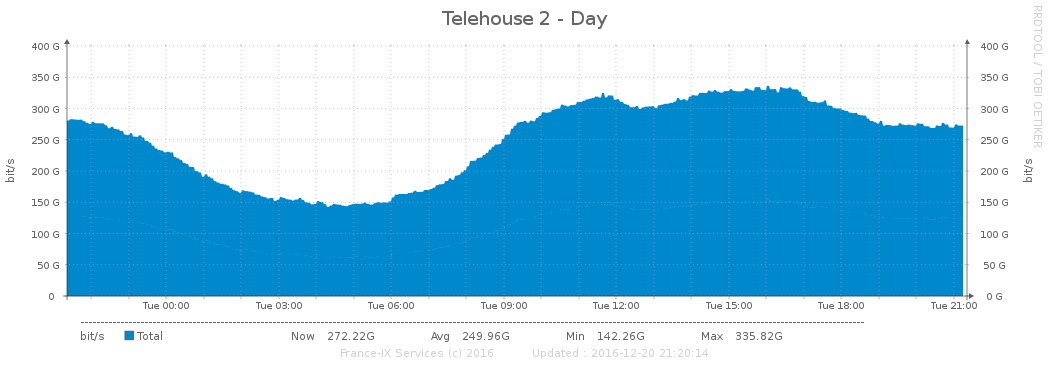 Telehouse 2 - Day
RRDTOOL / TOBI OETIKER
bit/s
400 G 400 G
350 G 350 G
300 G 300 G
250 G 250 G
200 G 200 G
150 G 150 G
100 G 100 G
50 G 50 G
0 0 G
bit/s
Tue 00:00 Tue 03:00 Tue 06:00 Tue 09:00 Tue 12:00 Tue 15:00 Tue 18:00 Tue 21:00
bit/s Total Now 272.22G Avg 249.96G Min 142.26G Max 335.82G
France-IX Services (c) 2016 Updated : 2016-12-20 21:20:14